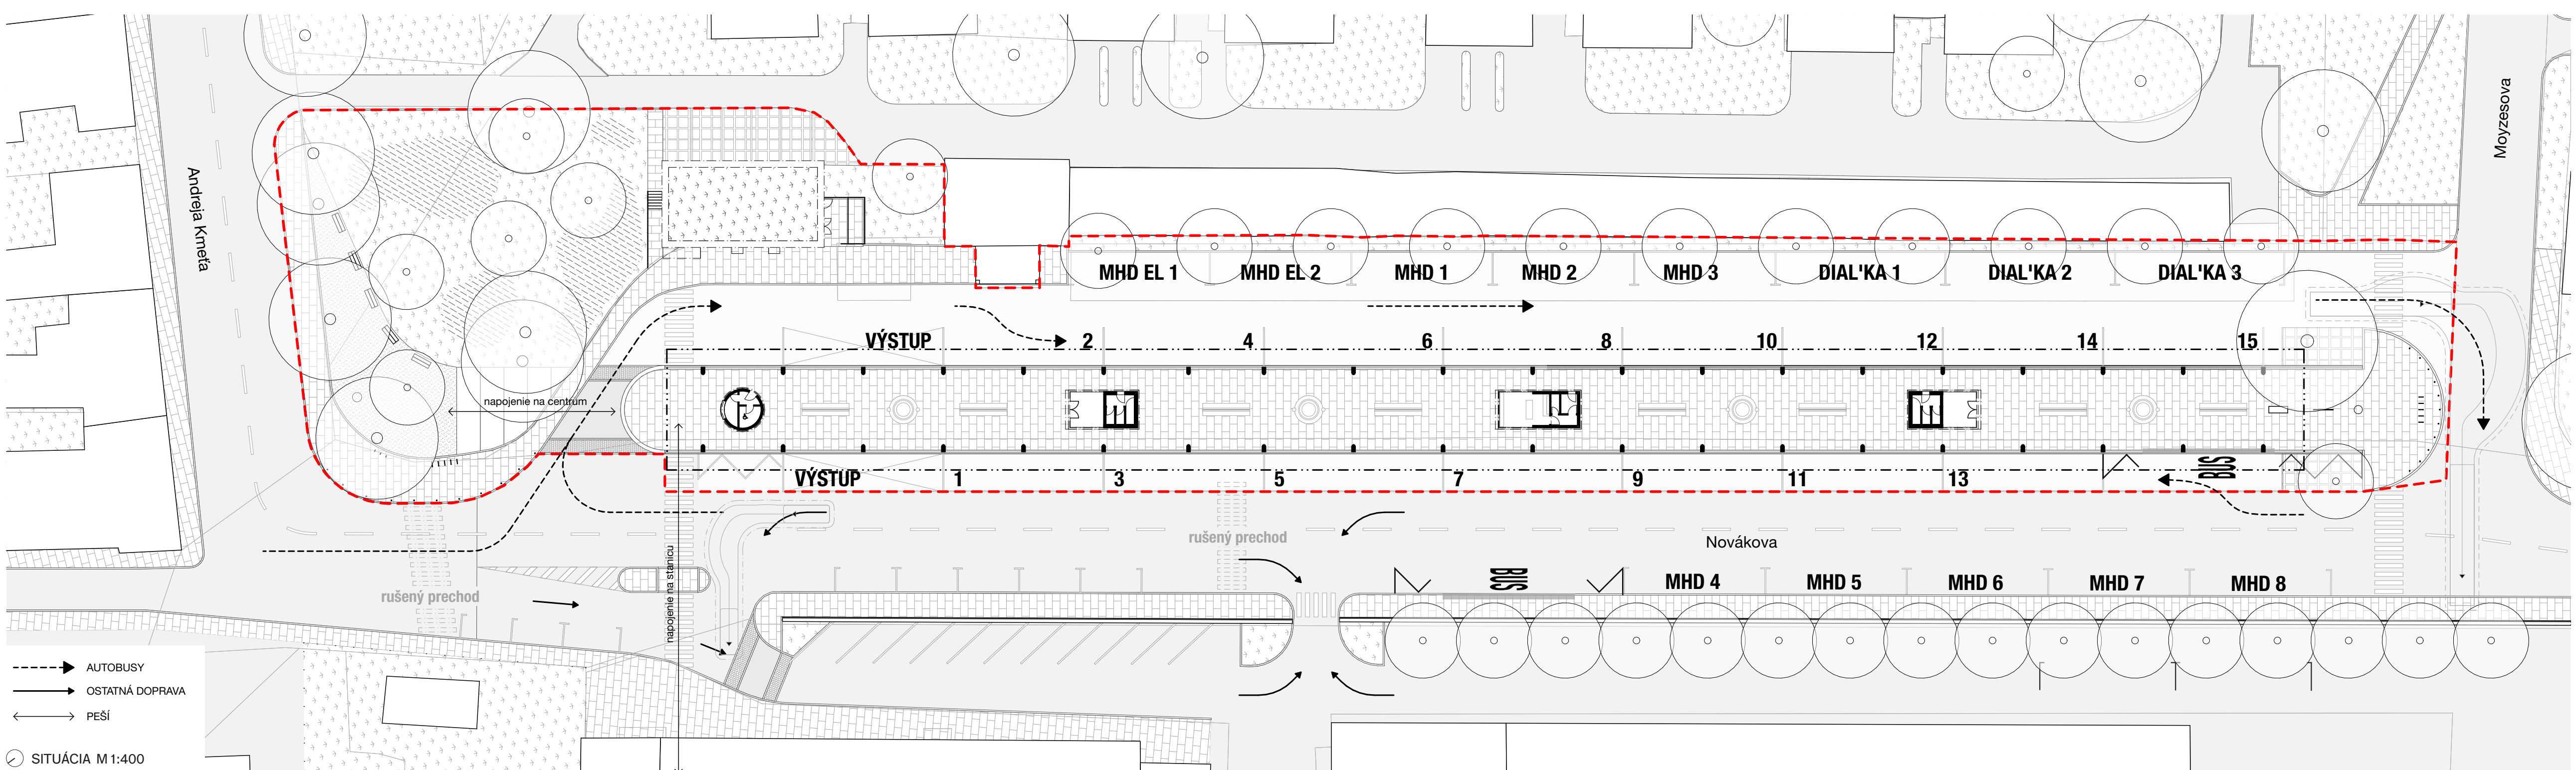 Andreja Kmeťa
Moyzesova
MHD EL 1
MHD EL 2
MHD 1
MHD 2
MHD 3
DIAL'KA 1
DIAL'KA 2
DIAL'KA 3
VÝSTUP
2
4
6
8
10
12
14
15
napojenie na centrum
VÝSTUP
1
3
5
7
9
11
13
BUS
rušený prechod
Novákova
napojenie na stanicu
rušený prechod
BUS
MHD 4
MHD 5
MHD 6
MHD 7
MHD 8
AUTOBUSY
OSTATNÁ DOPRAVA
PEŠÍ
SITUÁCIA M 1:400